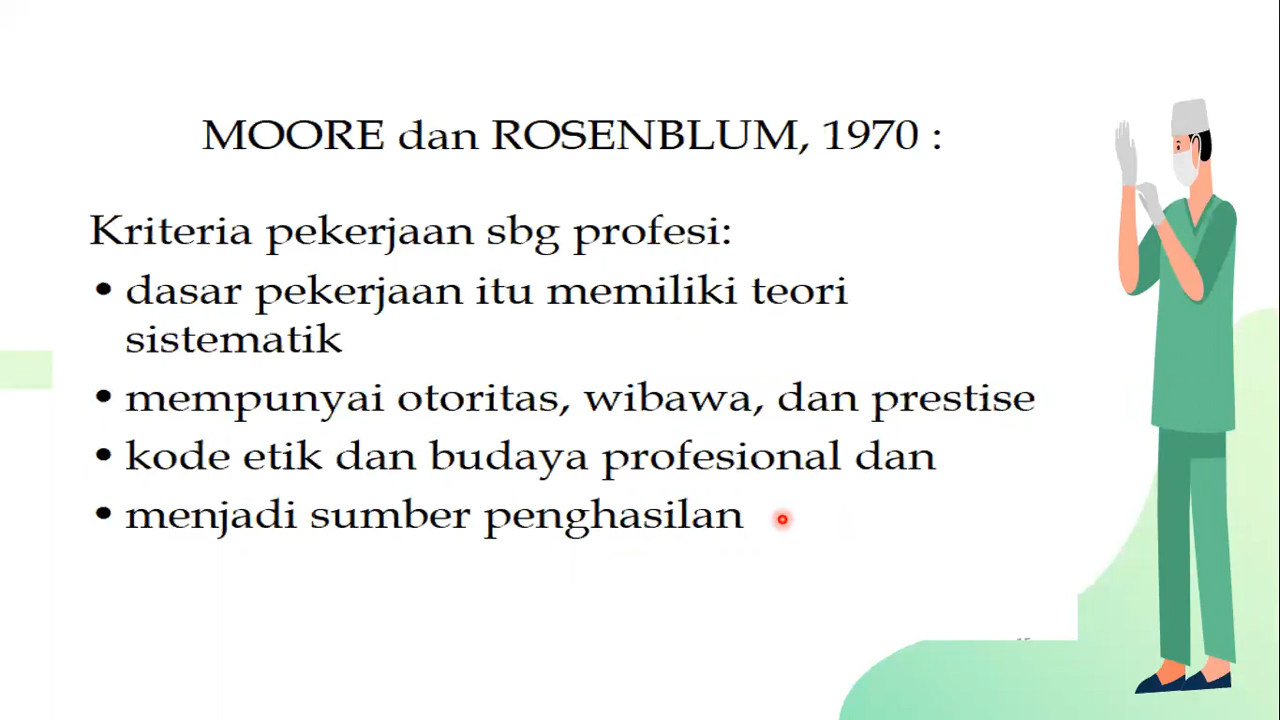 MOORE dan ROSENBLUM, 1970 :
Kriteria pekerjaan sbg profesi:
• dasar pekerjaan itu memiliki teori
sistematik
• mempunyai otoritas, wibawa, dan prestise
• kode etik dan budaya profesional dan
• menjadi sumber penghasilan